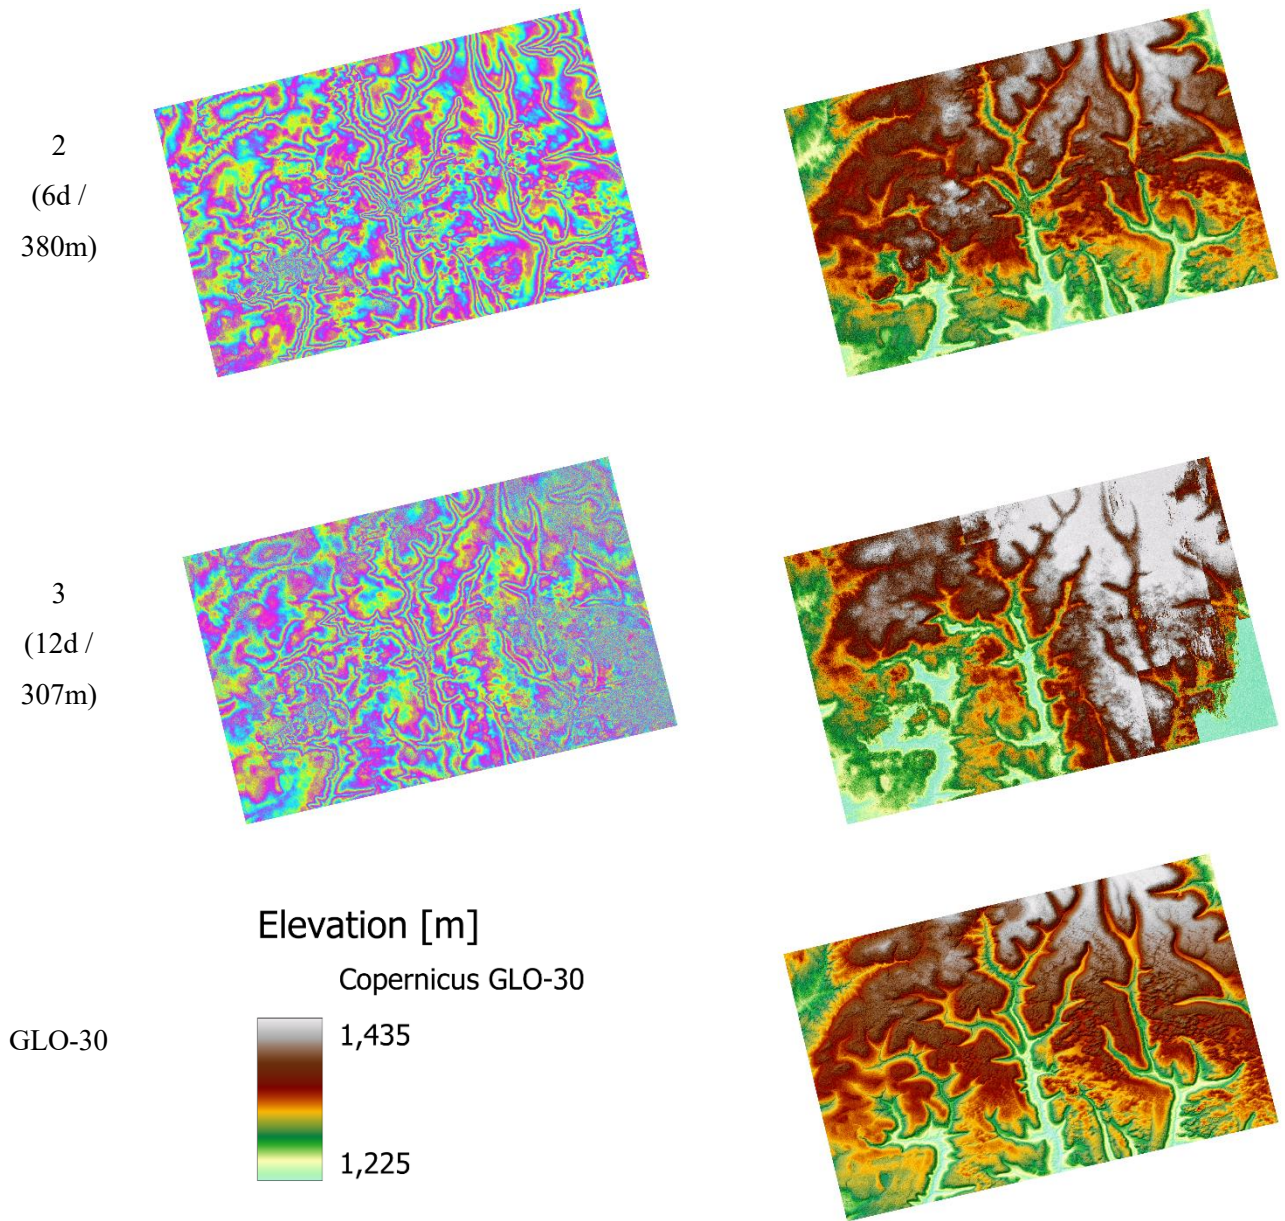 2
(6d /
380m)
3
(12d /
307m)
Elevation [m]
Copernicus GLO-30
1,435
GLO-30
1,225